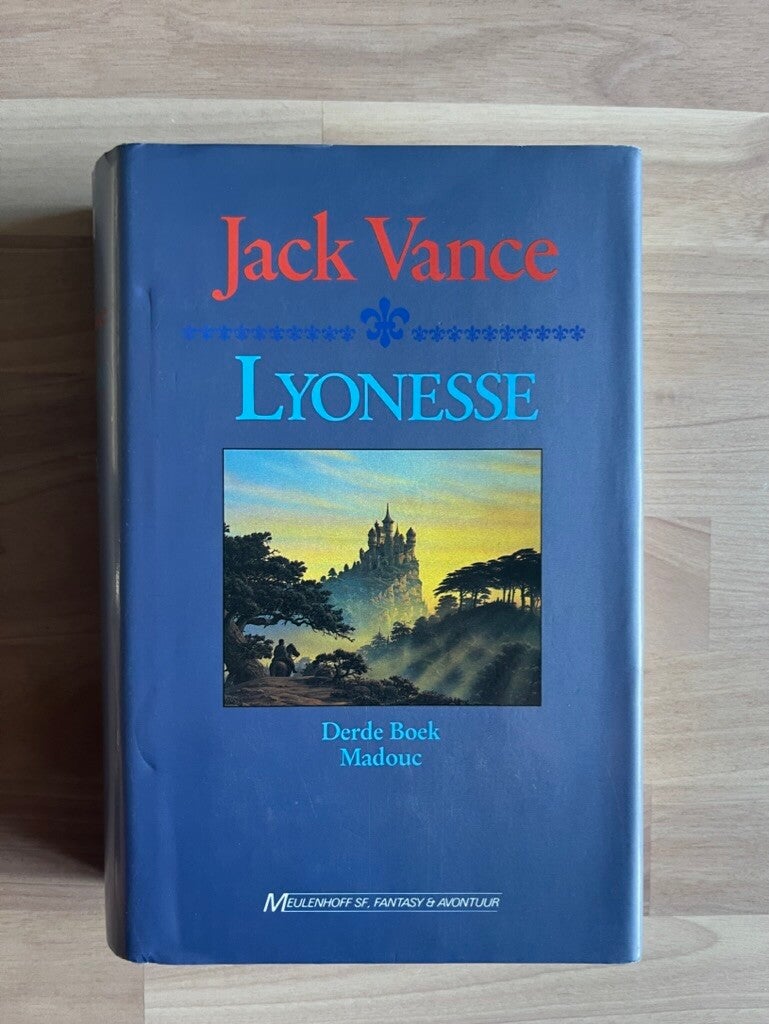 Jack Vance
LYONESSE
Derde Boek
Madouc
MEULENHOFF SF, FANTASY & AVONTUUR